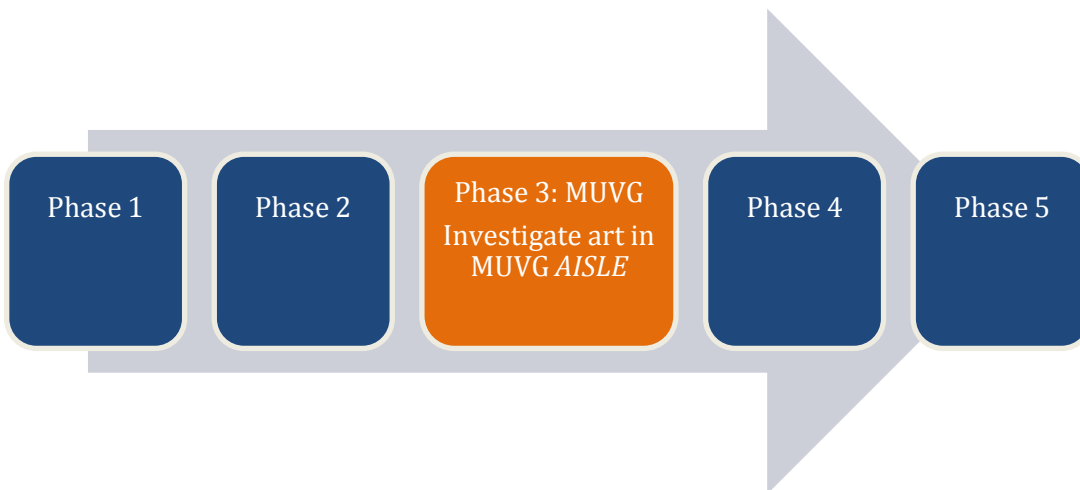 Phase 1
Phase 2
Phase 3: MUVG
Investigate art in
MUVG AISLE
Phase 4
Phase 5